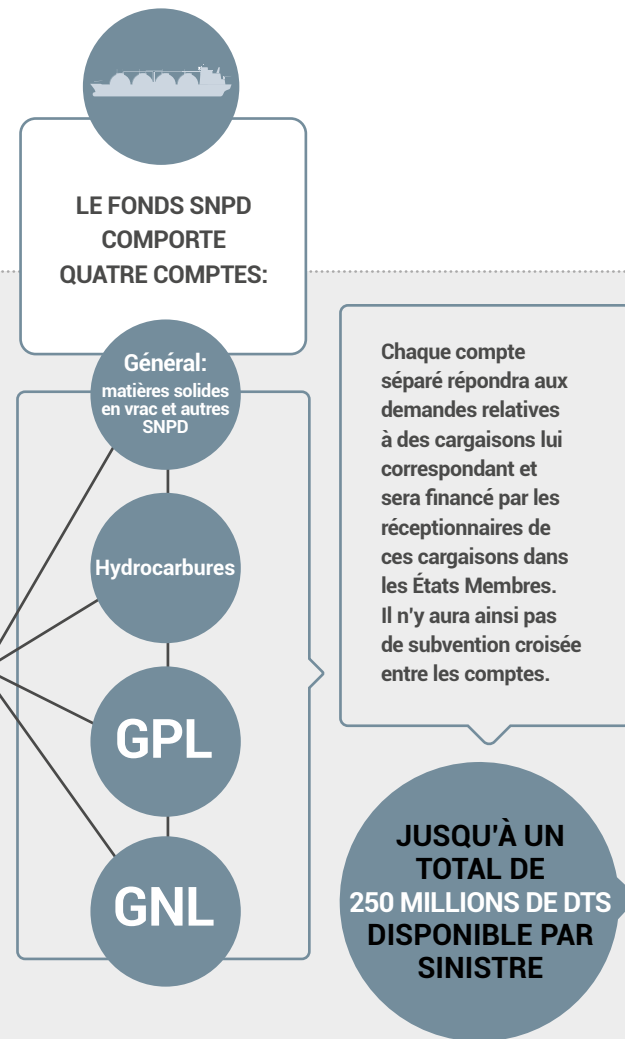 LE FONDS SNPD
COMPORTE
QUATRE COMPTES:
Général:
matières solides
en vrac et autres
SNPD
Hydrocarbures
GPL
GNL
Chaque compte
séparé répondra aux
demandes relatives
à des cargaisons lui
correspondant et
sera financé par les
réceptionnaires de
ces cargaisons dans
les États Membres.
Il n'y aura ainsi pas
de subvention croisée
entre les comptes.
JUSQU'À UN
TOTAL DE
250 MILLIONS DE DTS
DISPONIBLE PAR
SINISTRE